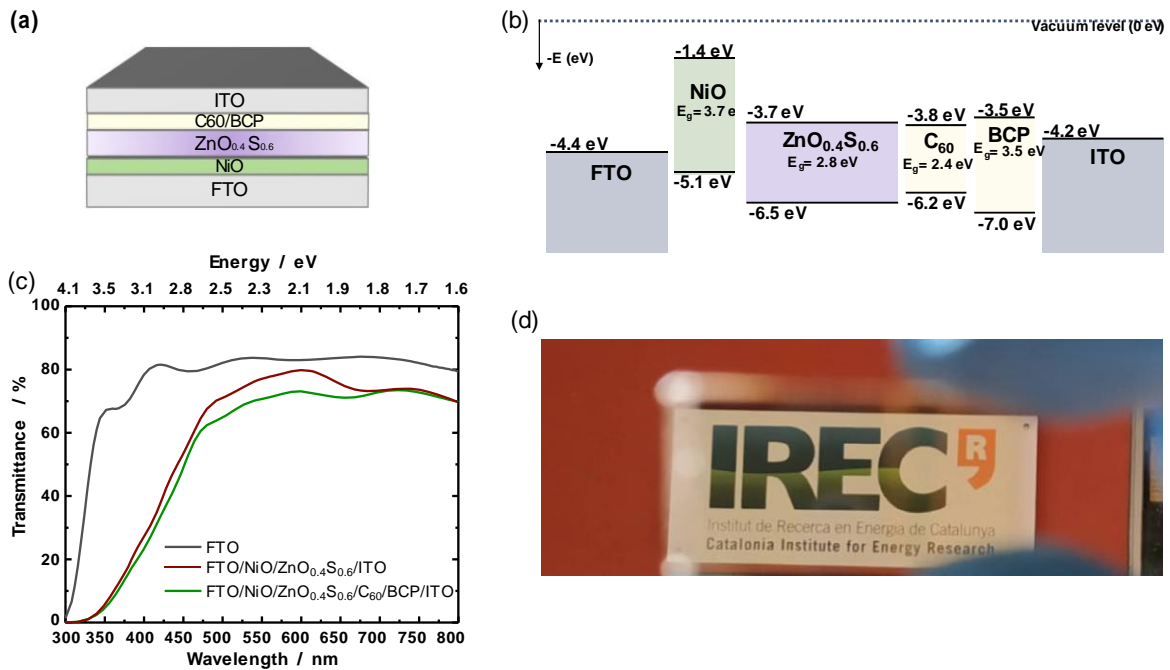 (a)
ITO
C60/BCP
ZnO0.4 S0.6
NiO
FTO
(b)
Vacuum level (0 eV)
-E (eV)
-1.4 eV
NiO
Eg= 3.7 e
-5.1 eV
-4.4 eV
FTO
-3.7 eV
ZnO0.4S0.6
Eg= 2.8 eV
-6.5 eV
-3.8 eV
C60
Eg= 2.4 eV
-6.2 eV
-3.5 eV
BCP
Eg= 3.5 eV
-7.0 eV
-4.2 eV
ITO
(c)
Energy / eV
4.1 3.5 3.1 2.8 2.5 2.3 2.1 1.9 1.8 1.7 1.6
Transmittance / %
100
80
60
40
20
0
FTO
FTO/NiO/ZnO0.4S0.6/ITO
FTO/NiO/ZnO0.4S0.6/C60/BCP/ITO
300 350 400 450 500 550 600 650 700 750 800
Wavelength / nm
(d)
IREC R
Institut de Recerca en Energia de Catalunya
Catalonia Institute for Energy Research